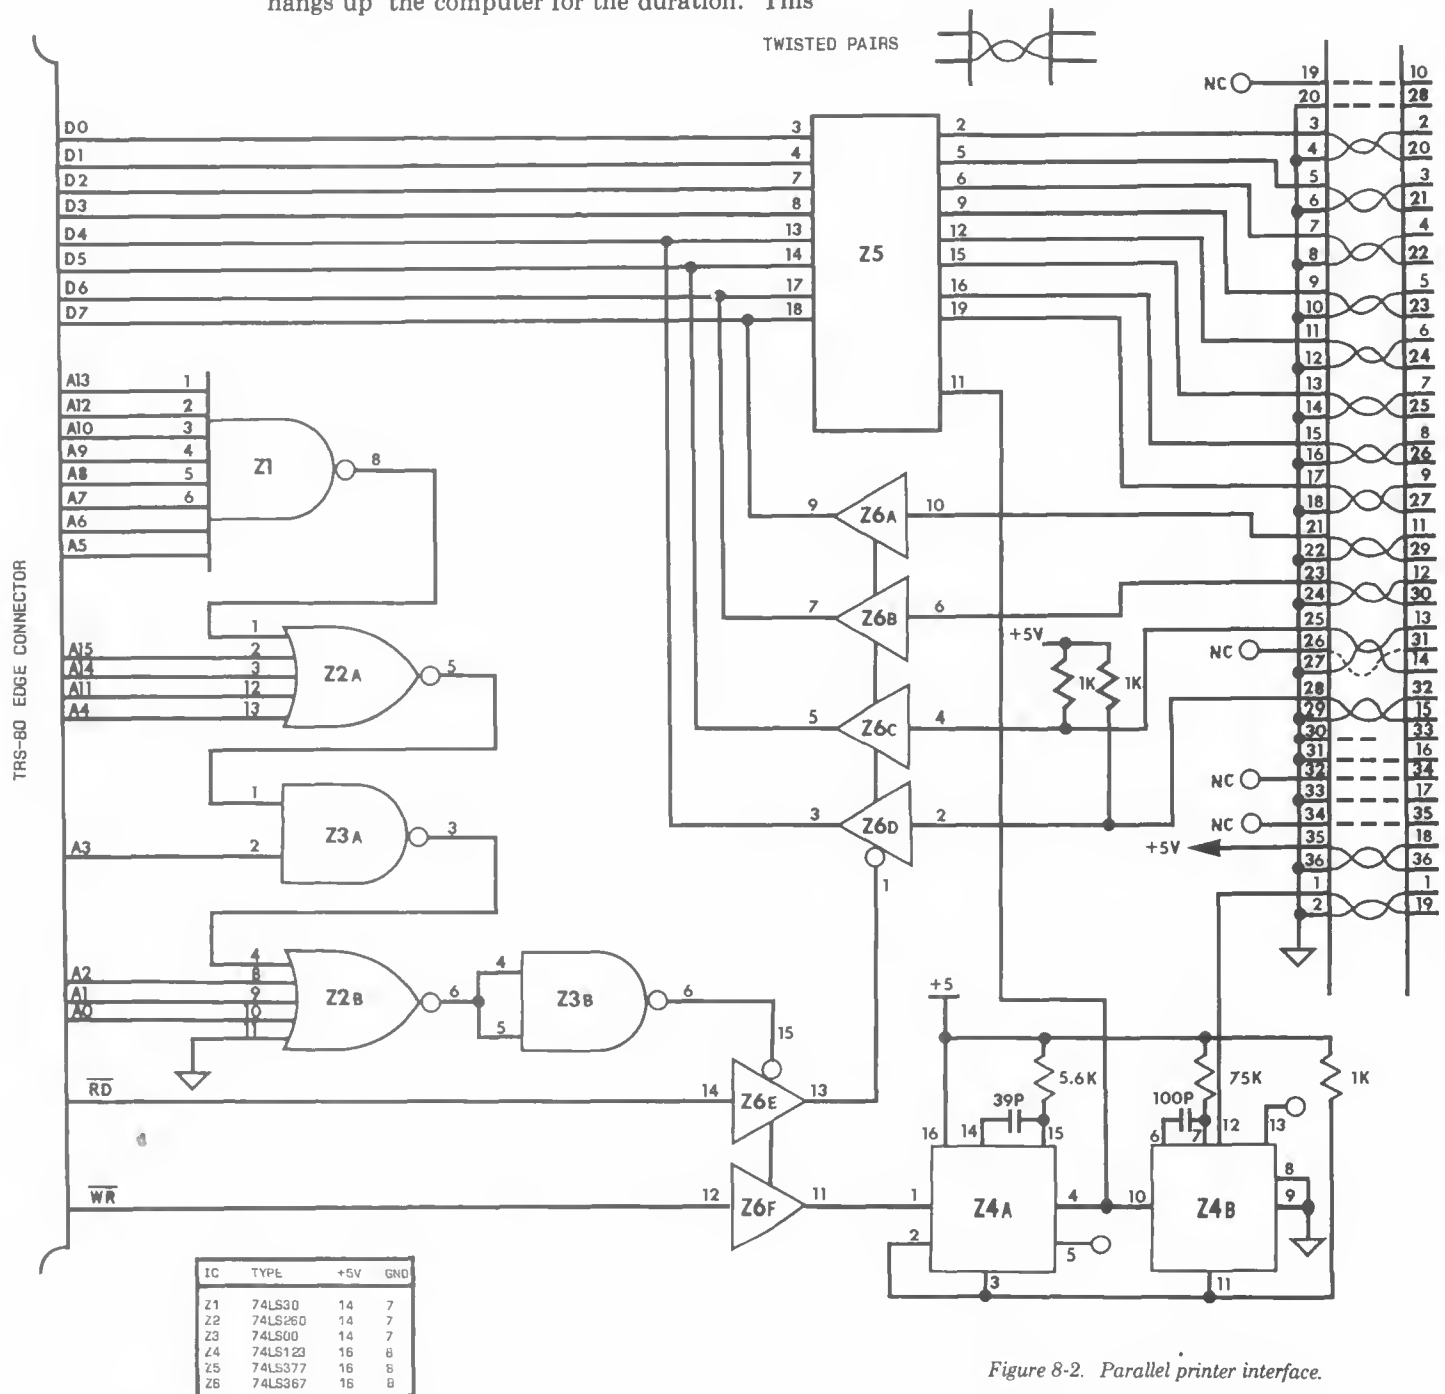 hangs up the computer for the duration. This
TWISTED PAIRS
TRS-80 EDGE CONNECTOR
D0 3
D1 4
D2 7
D3 8
D4 13
D5 14
D6 17
D7 18
Z5
2
5
6
9
12
15
16
19
11
A13 1
A12 2
A10 3
A9 4
A8 5
A7 6
A6
A5
Z1 8
1
A15 2
A14 3
A11 12
A4 13
Z2A 5
1
A3 2
Z3A 3
4
A2 8
A1 9
A0 10
11
Z2B 6
4
5
Z3B 6
15
RD 14 Z6E 13
WR 12 Z6F 11
9 Z6A 10
7 Z6B 6
5 Z6C 4
3 Z6D 2
1
+5V
1K 1K
NC 19 10
20 28
3 2
4 20
5 3
6 21
7 4
8 22
9 5
10 23
11 6
12 24
13 7
14 25
15 8
16 26
17 9
18 27
21 11
22 29
23 12
24 30
25 13
NC 26 31
27 14
28 32
29 15
30 33
31 16
NC 32 34
33 17
NC 34 35
+5V 35 18
36 36
1 1
2 19
+5
5.6K 75K 1K
39P 100P
16 14 15 6 7 12 13
1 Z4A 4 10 Z4B 8
9
2 5
3 11
IC TYPE +5V GND
Z1 74LS30 14 7
Z2 74LS260 14 7
Z3 74LS00 14 7
Z4 74LS123 16 8
Z5 74LS377 16 8
Z6 74LS367 16 8
Figure 8-2. Parallel printer interface.